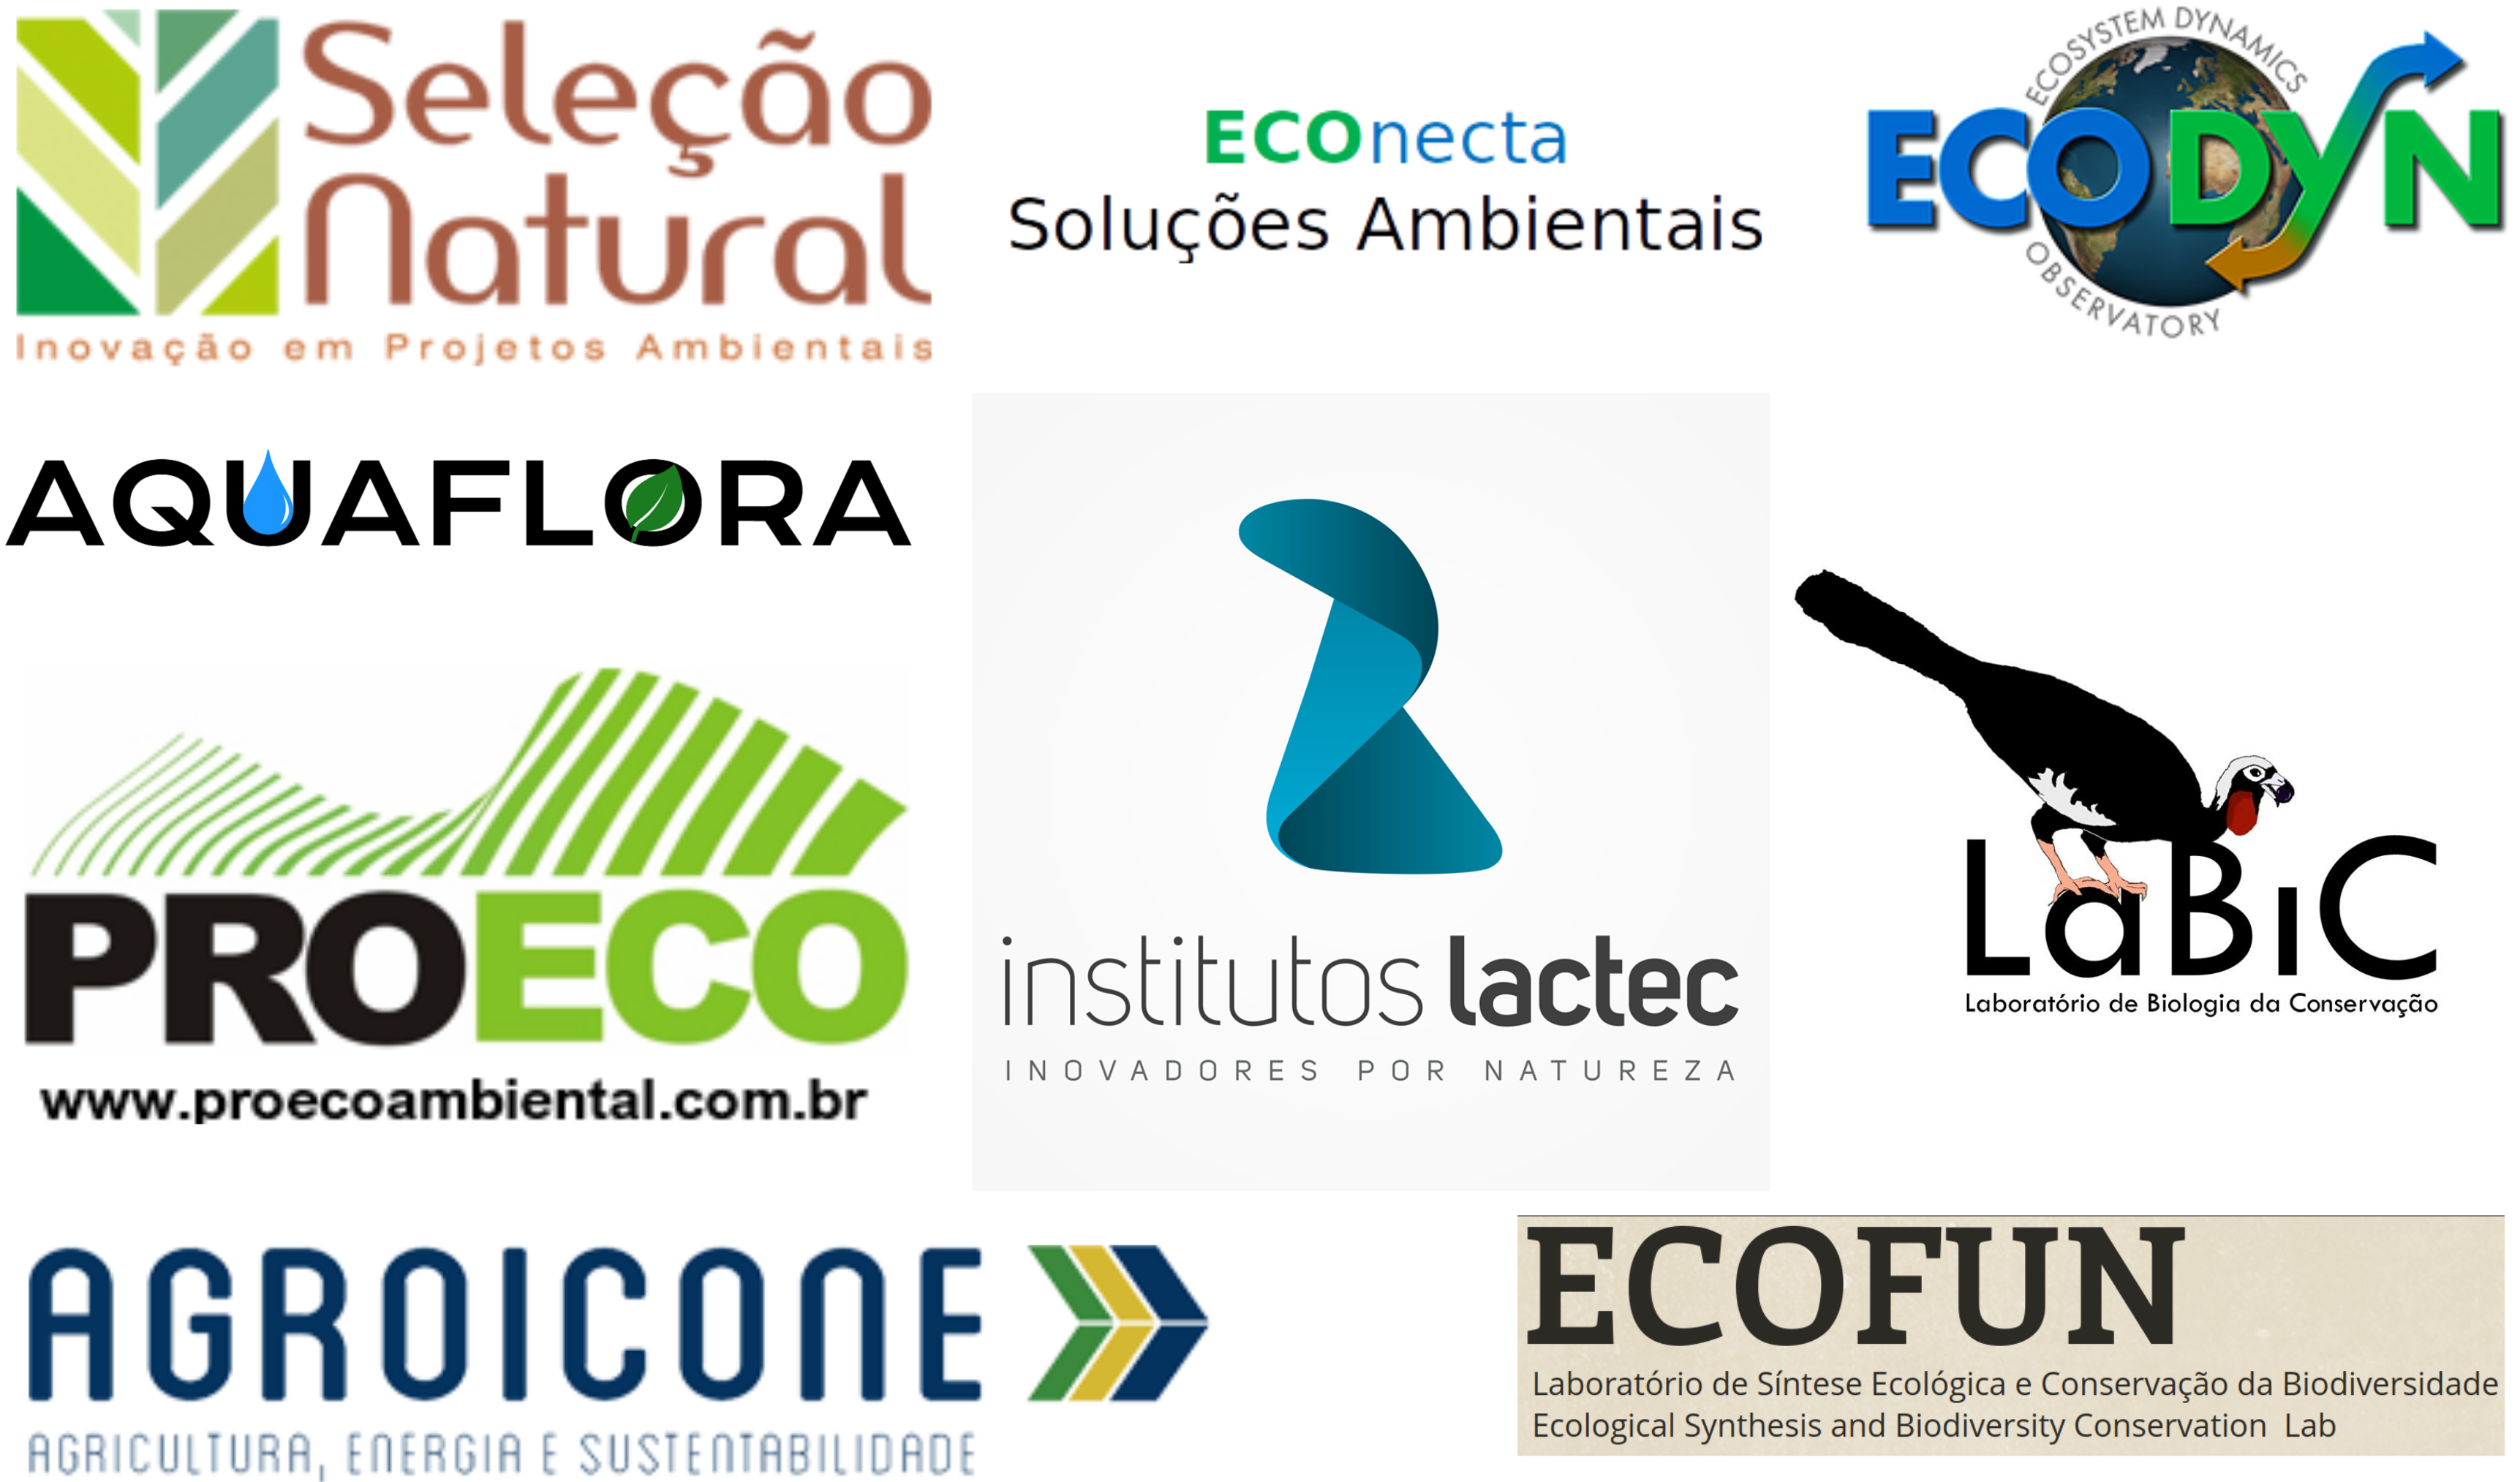 Seleção
Natural
Inovação em Projetos Ambientais
ECOnecta
Soluções Ambientais
ECOSYSTEM DYNAMICS
ECODYN
OBSERVATORY
AQUAFLORA
PROECO
www.proecoambiental.com.br
institutos lactec
INOVADORES POR NATUREZA
LaBiC
Laboratório de Biologia da Conservação
AGROICONE
AGRICULTURA, ENERGIA E SUSTENTABILIDADE
ECOFUN
Laboratório de Síntese Ecológica e Conservação da Biodiversidade
Ecological Synthesis and Biodiversity Conservation Lab